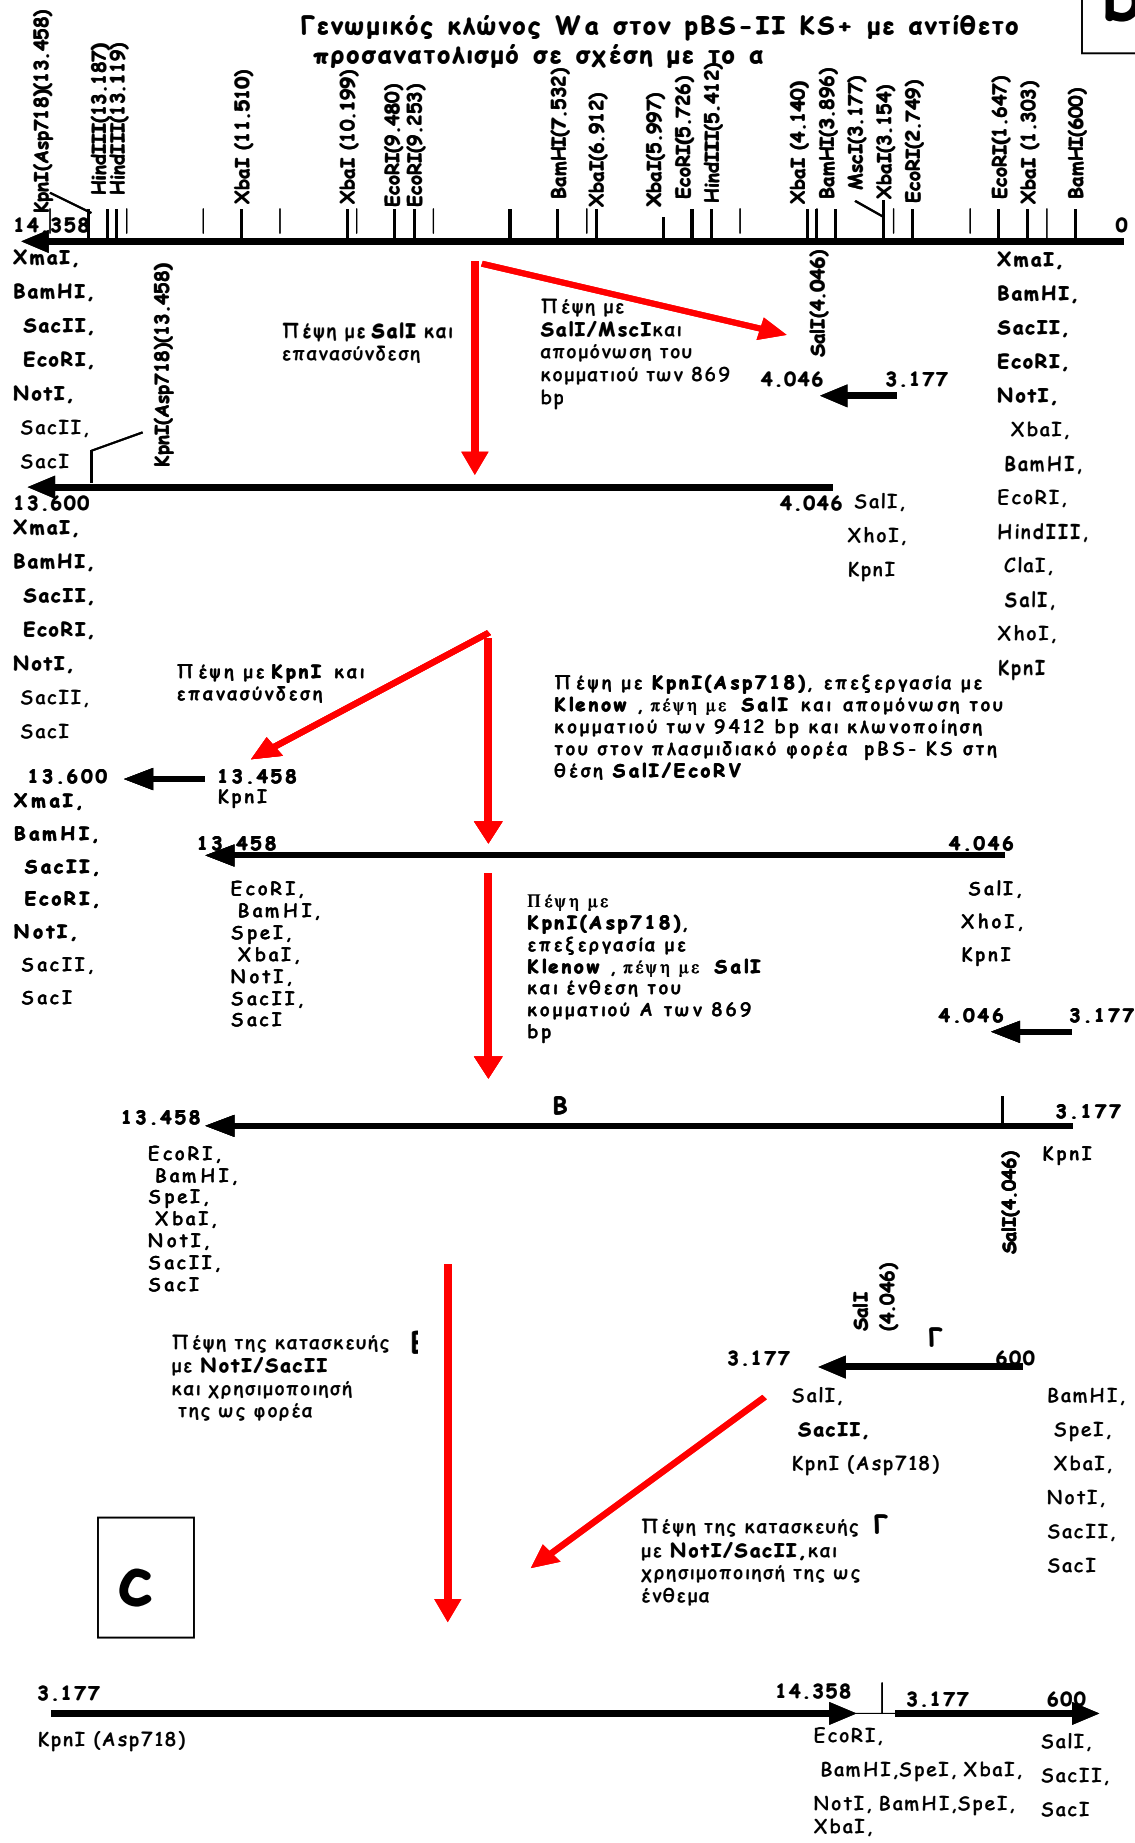 b
Γενωμικός κλώνος Wa στον pBS-II KS+ με αντίθετο
προσανατολισμό σε σχέση με το α
KpnI(Asp718)(13.458)
HindIII(13.187)
HindIII(13.119)
XbaI (11.510)
XbaI (10.199)
EcoRI(9.480)
EcoRI(9.253)
BamHI(7.532)
XbaI(6.912)
XbaI(5.997)
EcoRI(5.726)
HindIII(5.412)
XbaI (4.140)
BamHI(3.896)
MscI(3.177)
XbaI(3.154)
EcoRI(2.749)
EcoRI(1.647)
XbaI (1.303)
BamHI(600)
14.358
0
XmaI,
BamHI,
SacII,
EcoRI,
NotI,
SacII,
SacI
KpnI(Asp718)(13.458)
Πέψη με SalI και
επανασύνδεση
Πέψη με
SalI/MscIκαι
απομόνωση του
κομματιού των 869
bp
SalI(4.046)
4.046
3.177
XmaI,
BamHI,
SacII,
EcoRI,
NotI,
XbaI,
BamHI,
EcoRI,
HindIII,
ClaI,
SalI,
XhoI,
KpnI
13.600
4.046
SalI,
XhoI,
KpnI
XmaI,
BamHI,
SacII,
EcoRI,
NotI,
SacII,
SacI
Πέψη με KpnI και
επανασύνδεση
Πέψη με KpnI(Asp718), επεξεργασία με
Klenow , πέψη με SalI και απομόνωση του
κομματιού των 9412 bp και κλωνοποίηση
του στον πλασμιδιακό φορέα pBS- KS στη
θέση SalI/EcoRV
13.600
13.458
KpnI
XmaI,
BamHI,
SacII,
EcoRI,
NotI,
SacII,
SacI
13.458
4.046
EcoRI,
BamHI,
SpeI,
XbaI,
NotI,
SacII,
SacI
Πέψη με
KpnI(Asp718),
επεξεργασία με
Klenow , πέψη με SalI
και ένθεση του
κομματιού A των 869
bp
SalI,
XhoI,
KpnI
4.046
3.177
13.458
B
3.177
EcoRI,
BamHI,
SpeI,
XbaI,
NotI,
SacII,
SacI
SalI(4.046)
KpnI
Πέψη της κατασκευής
με NotI/SacII
και χρησιμοποιησή
της ως φορέα
SalI
(4.046)
Γ
3.177
600
SalI,
SacII,
KpnI (Asp718)
BamHI,
SpeI,
XbaI,
NotI,
SacII,
SacI
Πέψη της κατασκευής Γ
με NotI/SacII,και
χρησιμοποιησή της ως
ένθεμα
C
3.177
14.358
3.177
600
KpnI (Asp718)
EcoRI,
BamHI,SpeI, XbaI,
NotI, BamHI,SpeI,
XbaI,
SalI,
SacII,
SacI